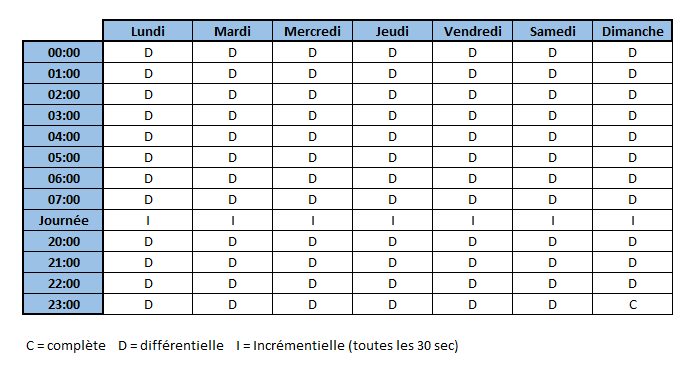 Lundi Mardi Mercredi Jeudi Vendredi Samedi Dimanche
00:00 D D D D D D D
01:00 D D D D D D D
02:00 D D D D D D D
03:00 D D D D D D D
04:00 D D D D D D D
05:00 D D D D D D D
06:00 D D D D D D D
07:00 D D D D D D D
Journée I I I I I I I
20:00 D D D D D D D
21:00 D D D D D D D
22:00 D D D D D D D
23:00 D D D D D D C
C = complète D = différentielle I = Incrémentielle (toutes les 30 sec)